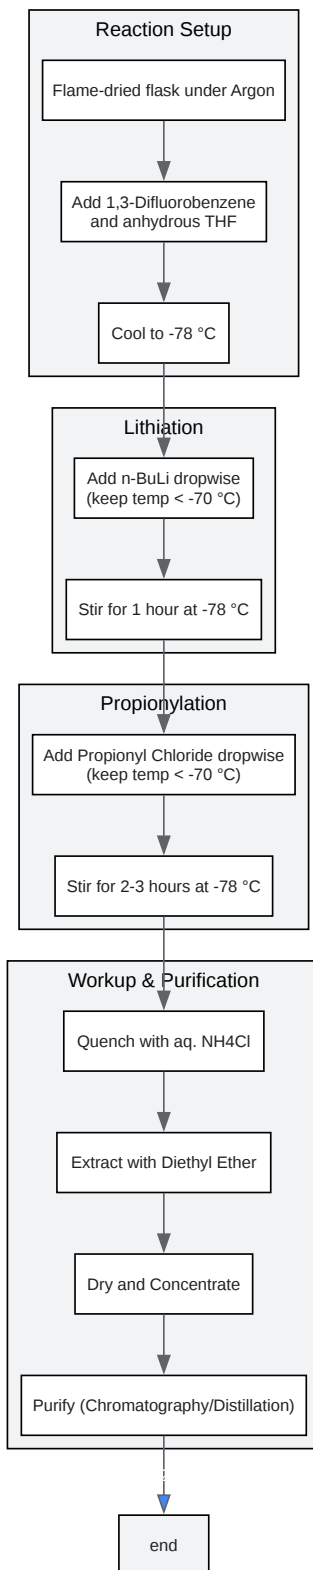 Reaction Setup
Flame-dried flask under Argon
Add 1,3-Difluorobenzene
and anhydrous THF
Cool to -78 °C
Lithiation
Add n-BuLi dropwise
(keep temp < -70 °C)
Stir for 1 hour at -78 °C
Propionylation
Add Propionyl Chloride dropwise
(keep temp < -70 °C)
Stir for 2-3 hours at -78 °C
Workup & Purification
Quench with aq. NH4Cl
Extract with Diethyl Ether
Dry and Concentrate
Purify (Chromatography/Distillation)
end